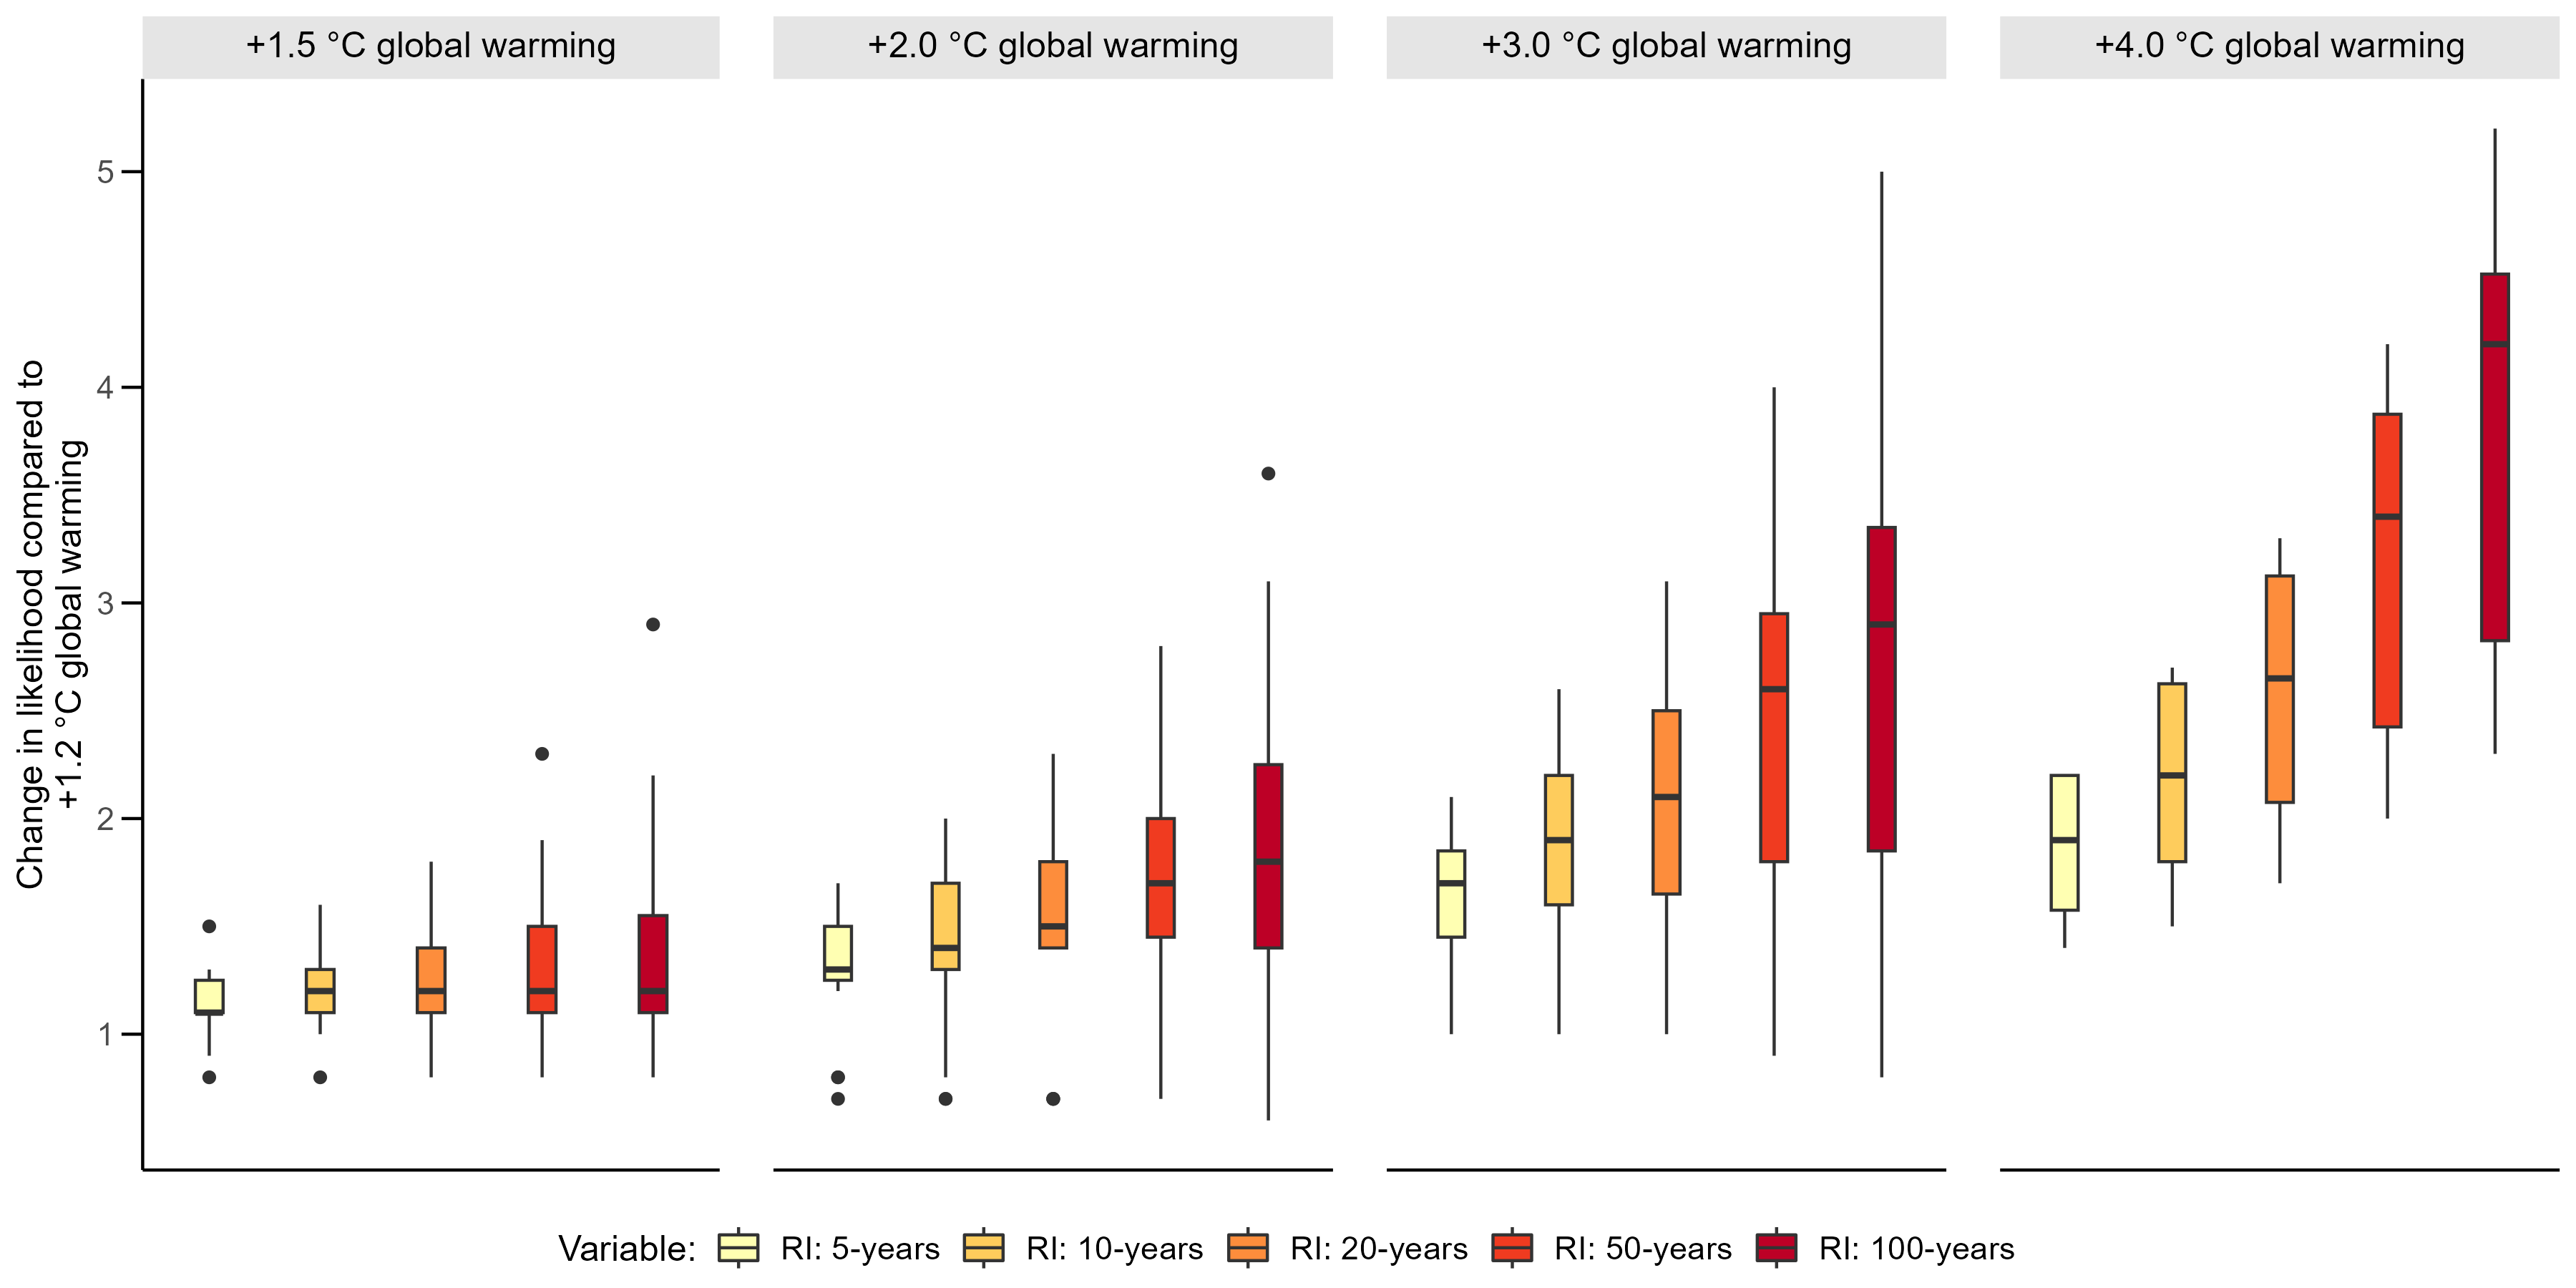 +1.5 °C global warming
+2.0 °C global warming
+3.0 °C global warming
+4.0 °C global warming
Change in likelihood compared to
+1.2 °C global warming
5
4
3
2
1
Variable: RI: 5-years RI: 10-years RI: 20-years RI: 50-years RI: 100-years